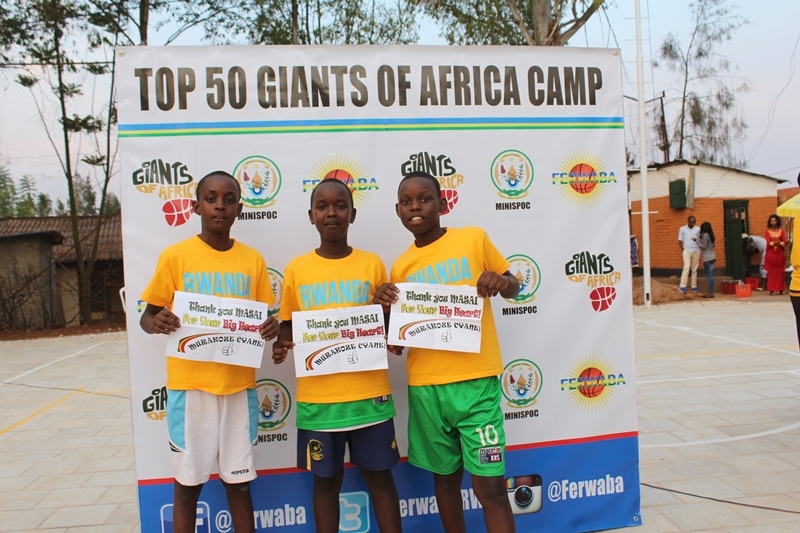 TOP 50 GIANTS OF AFRICA CAMP
GIANTS
OF AFRICA
MINISPOC
FERWABA
GIANTS
OF AFRICA
MINISPOC
FERWABA
RWANDA
RWANDA
RWANDA
MINISPOC
GIANTS
OF AFRICA
Thank you MASAI
For Your Big Heart!
MURAKOZE CYANE!
Thank you MASAI
For Your Big Heart!
MURAKOZE CYANE!
Thank you MASAI
For Your Big Heart!
MURAKOZE CYANE!
GIANTS
MINISPOC
MINISPOC
FERWABA
10
XXS
@Ferwaba
@Ferwaba